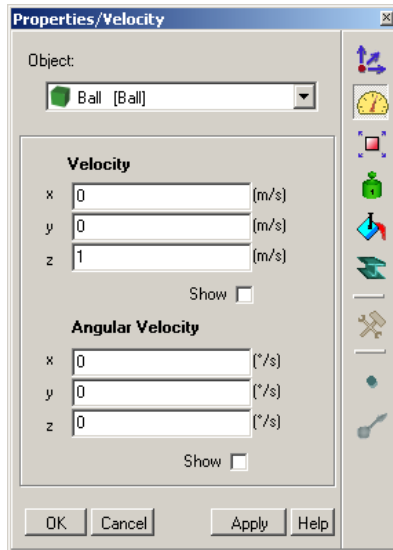 Properties/Velocity
Object:
Ball [Ball]
Velocity
x 0 (m/s)
y 0 (m/s)
z 1 (m/s)
Show
Angular Velocity
x 0 (°/s)
y 0 (°/s)
z 0 (°/s)
Show
OK Cancel Apply Help